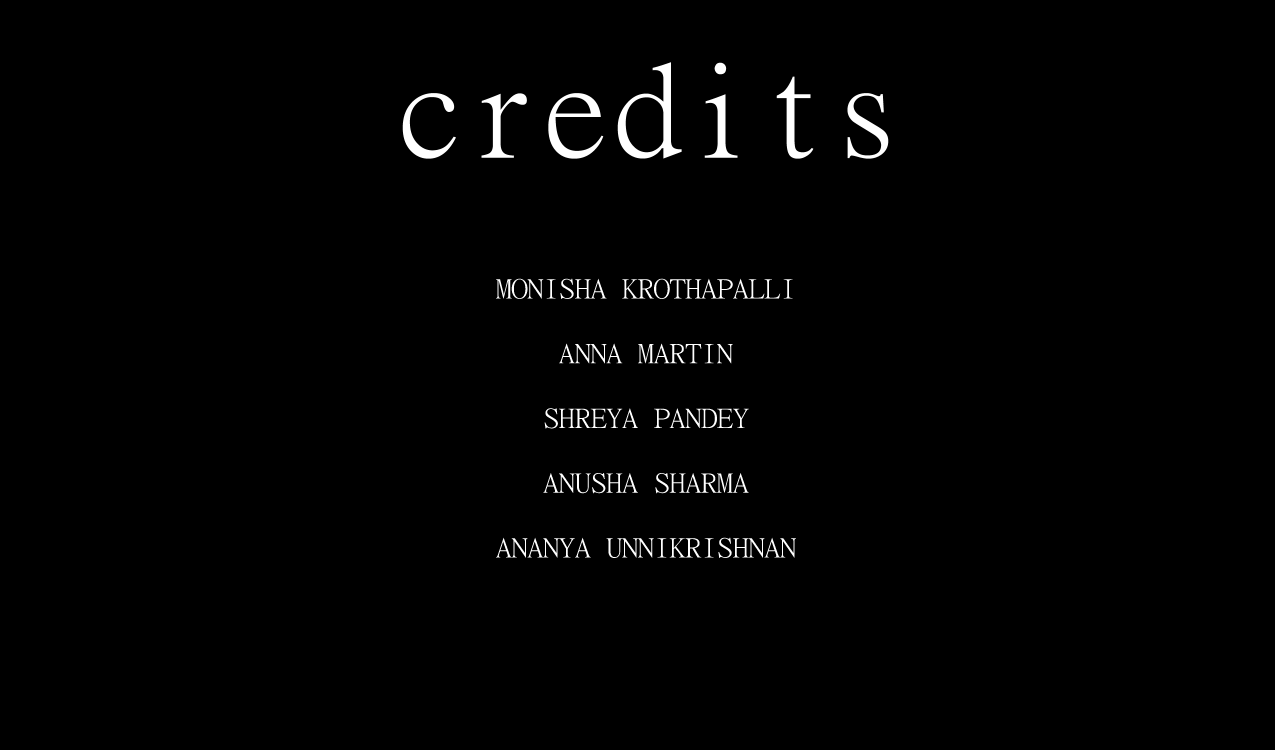 credits
MONISHA KROTHAPALLI
ANNA MARTIN
SHREYA PANDEY
ANUSHA SHARMA
ANANYA UNNIKRISHNAN